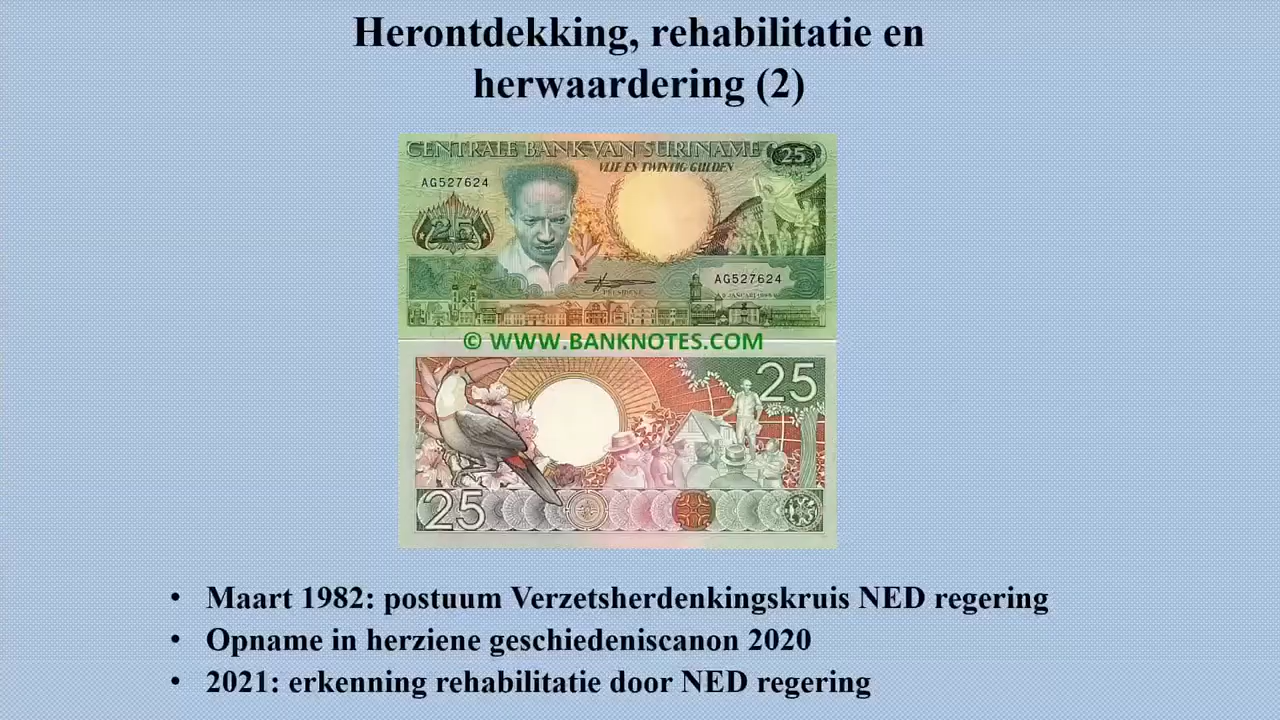 Herontdekking, rehabilitatie en
herwaardering (2)
CENTRALE BANK VAN SURINAME 25
VIJF EN TWINTIG GULDEN
AG527624
25
AG527624
PRESIDENT
© WWW.BANKNOTES.COM
25
25
• Maart 1982: postuum Verzetsherdenkingskruis NED regering
• Opname in herziene geschiedeniscanon 2020
• 2021: erkenning rehabilitatie door NED regering